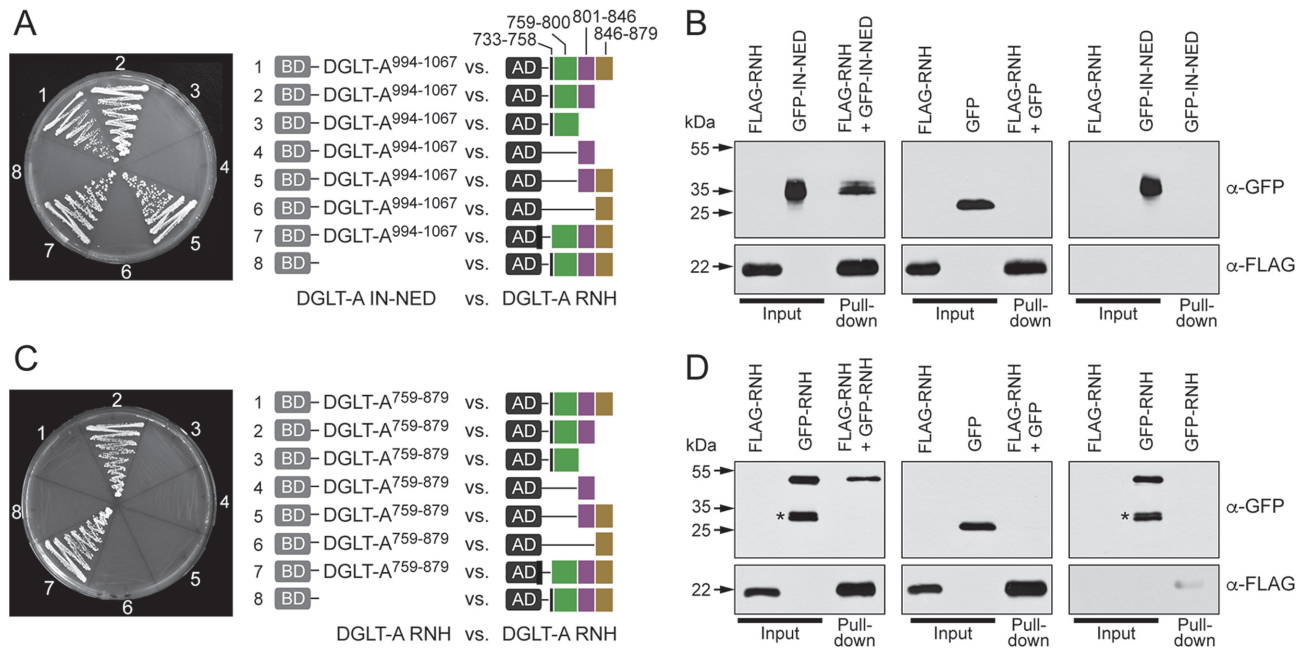 A
801-846
759-800
846-879
733-758
2
1
3
8
4
7
5
6
1 BD DGLT-A994-1067 vs. AD
2 BD DGLT-A994-1067 vs. AD
3 BD DGLT-A994-1067 vs. AD
4 BD DGLT-A994-1067 vs. AD
5 BD DGLT-A994-1067 vs. AD
6 BD DGLT-A994-1067 vs. AD
7 BD DGLT-A994-1067 vs. AD
8 BD vs. AD
DGLT-A IN-NED vs. DGLT-A RNH
B
FLAG-RNH
GFP-IN-NED
FLAG-RNH
+ GFP-IN-NED
FLAG-RNH
GFP
FLAG-RNH
+ GFP
FLAG-RNH
GFP-IN-NED
GFP-IN-NED
kDa
55
35
25
α-GFP
22
α-FLAG
Input
Pull-
down
Input
Pull-
down
Input
Pull-
down
C
2
1
3
8
4
7
5
6
1 BD DGLT-A759-879 vs. AD
2 BD DGLT-A759-879 vs. AD
3 BD DGLT-A759-879 vs. AD
4 BD DGLT-A759-879 vs. AD
5 BD DGLT-A759-879 vs. AD
6 BD DGLT-A759-879 vs. AD
7 BD DGLT-A759-879 vs. AD
8 BD vs. AD
DGLT-A RNH vs. DGLT-A RNH
D
FLAG-RNH
GFP-RNH
FLAG-RNH
+ GFP-RNH
FLAG-RNH
GFP
FLAG-RNH
+ GFP
FLAG-RNH
GFP-RNH
GFP-RNH
kDa
55
35
25
*
*
α-GFP
22
α-FLAG
Input
Pull-
down
Input
Pull-
down
Input
Pull-
down